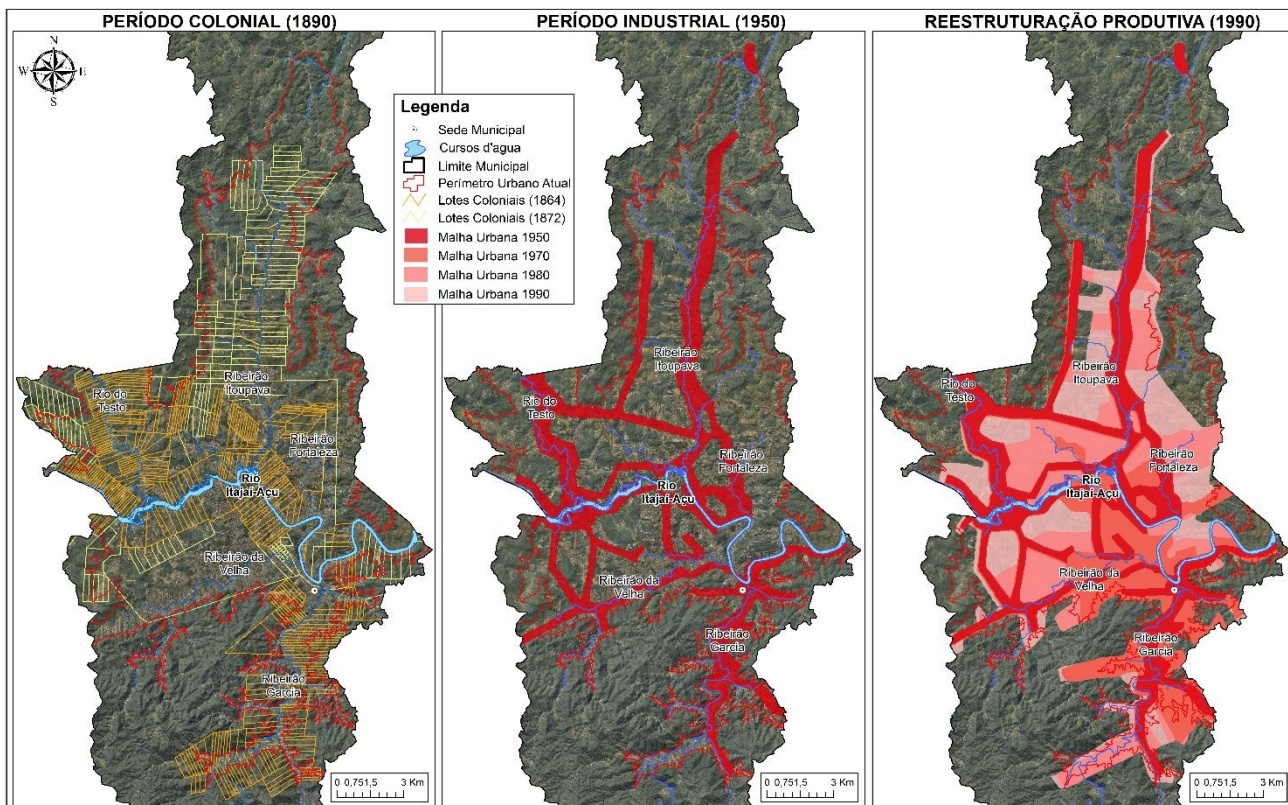 PERÍODO COLONIAL (1890)
N
W E
S
Rio do
Testo
Ribeirão
Itoupava
Ribeirão
Fortaleza
Rio
Itajaí-Açu
Ribeirão da
Velha
Ribeirão
Garcia
0 0,751,5 3 Km
Legenda
Sede Municipal
Cursos d'agua
Limite Municipal
Perímetro Urbano Atual
Lotes Coloniais (1864)
Lotes Coloniais (1872)
Malha Urbana 1950
Malha Urbana 1970
Malha Urbana 1980
Malha Urbana 1990
PERÍODO INDUSTRIAL (1950)
Ribeirão
Itoupava
Rio do
Testo
Ribeirão
Fortaleza
Rio
Itajaí-Açu
Ribeirão da
Velha
Ribeirão
Garcia
0 0,751,5 3 Km
REESTRUTURAÇÃO PRODUTIVA (1990)
Ribeirão
Itoupava
Rio do
Testo
Ribeirão
Fortaleza
Rio
Itajaí-Açu
Ribeirão da
Velha
Ribeirão
Garcia
0 0,751,5 3 Km